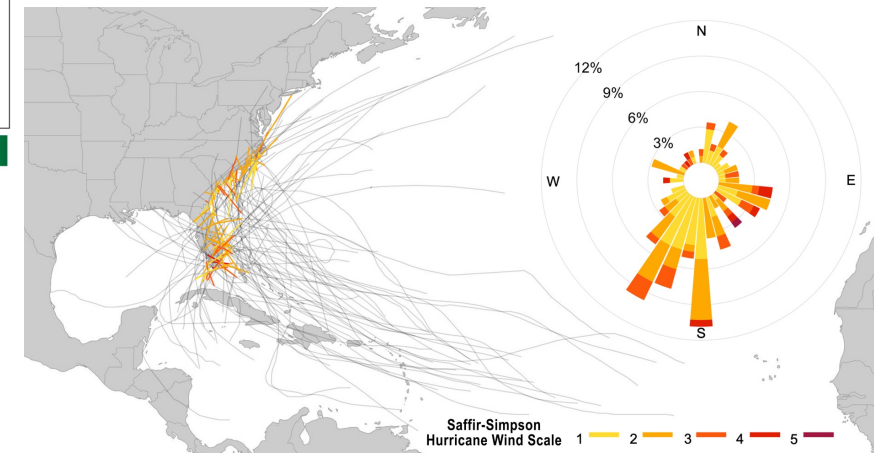 N
12%
9%
6%
3%
W
E
S
Saffir-Simpson
Hurricane Wind Scale 1 2 3 4 5